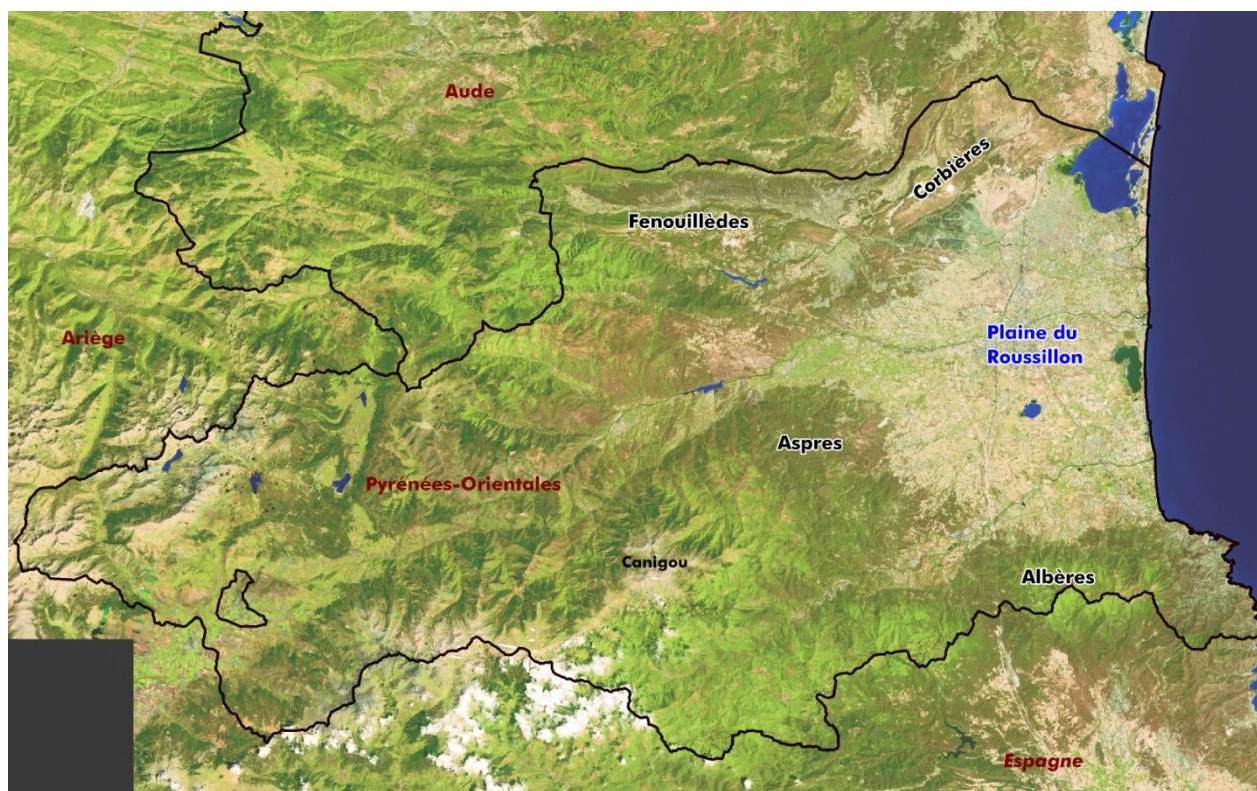 Aude
Corbières
Fenouillèdes
Ariège
Plaine du
Roussillon
Aspres
Pyrénées-Orientales
Canigou
Albères
Espagne